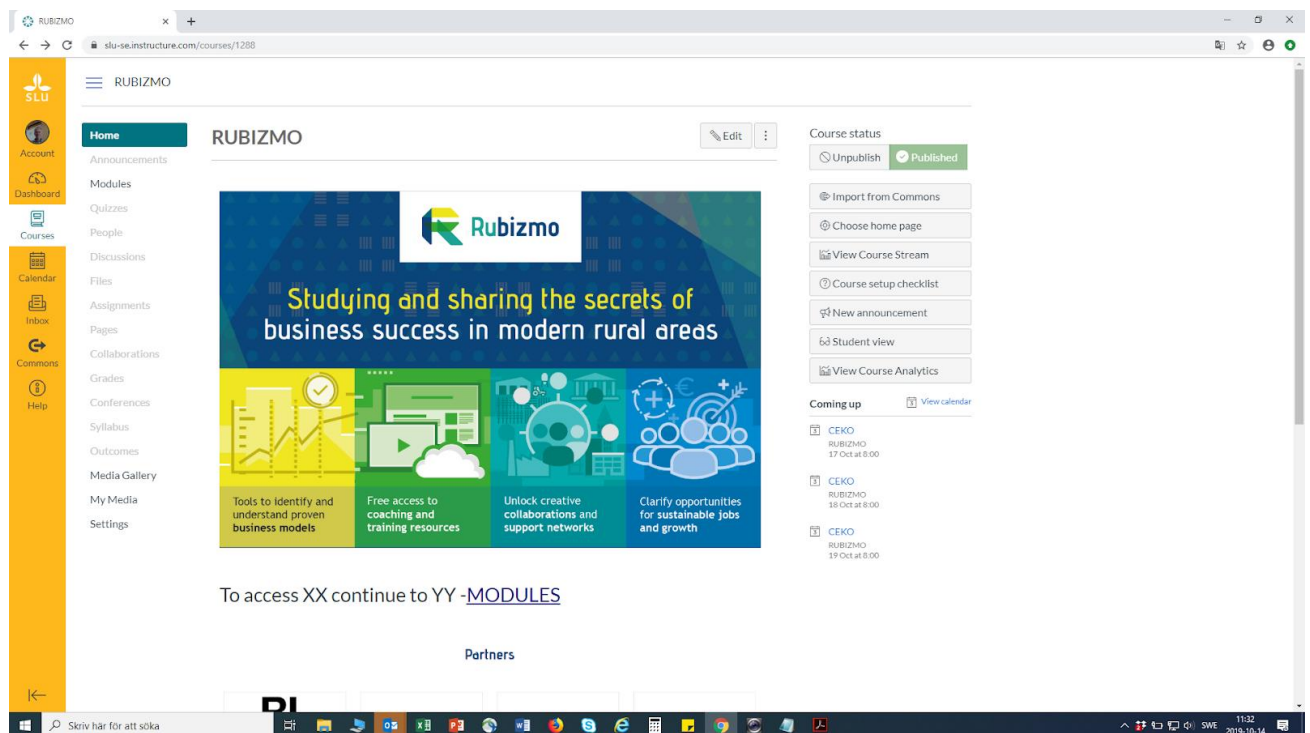 RUBIZMO
slu-se.instructure.com/courses/1288
SLU
Account
Dashboard
Courses
Calendar
Inbox
Commons
Help
RUBIZMO
Home
Announcements
Modules
Quizzes
People
Discussions
Files
Assignments
Pages
Collaborations
Grades
Conferences
Syllabus
Outcomes
Media Gallery
My Media
Settings
RUBIZMO
Edit
Rubizmo
Studying and sharing the secrets of
business success in modern rural areas
Tools to identify and
understand proven
business models
Free access to
coaching and
training resources
Unlock creative
collaborations and
support networks
Clarify opportunities
for sustainable jobs
and growth
To access XX continue to YY -MODULES
Partners
Course status
Unpublish
Published
Import from Commons
Choose home page
View Course Stream
Course setup checklist
New announcement
Student view
View Course Analytics
Coming up
View calendar
CEKO
RUBIZMO
17 Oct at 8:00
CEKO
RUBIZMO
18 Oct at 8:00
CEKO
RUBIZMO
19 Oct at 8:00
Skriv här för att söka
SWE
11:32
2019-10-14